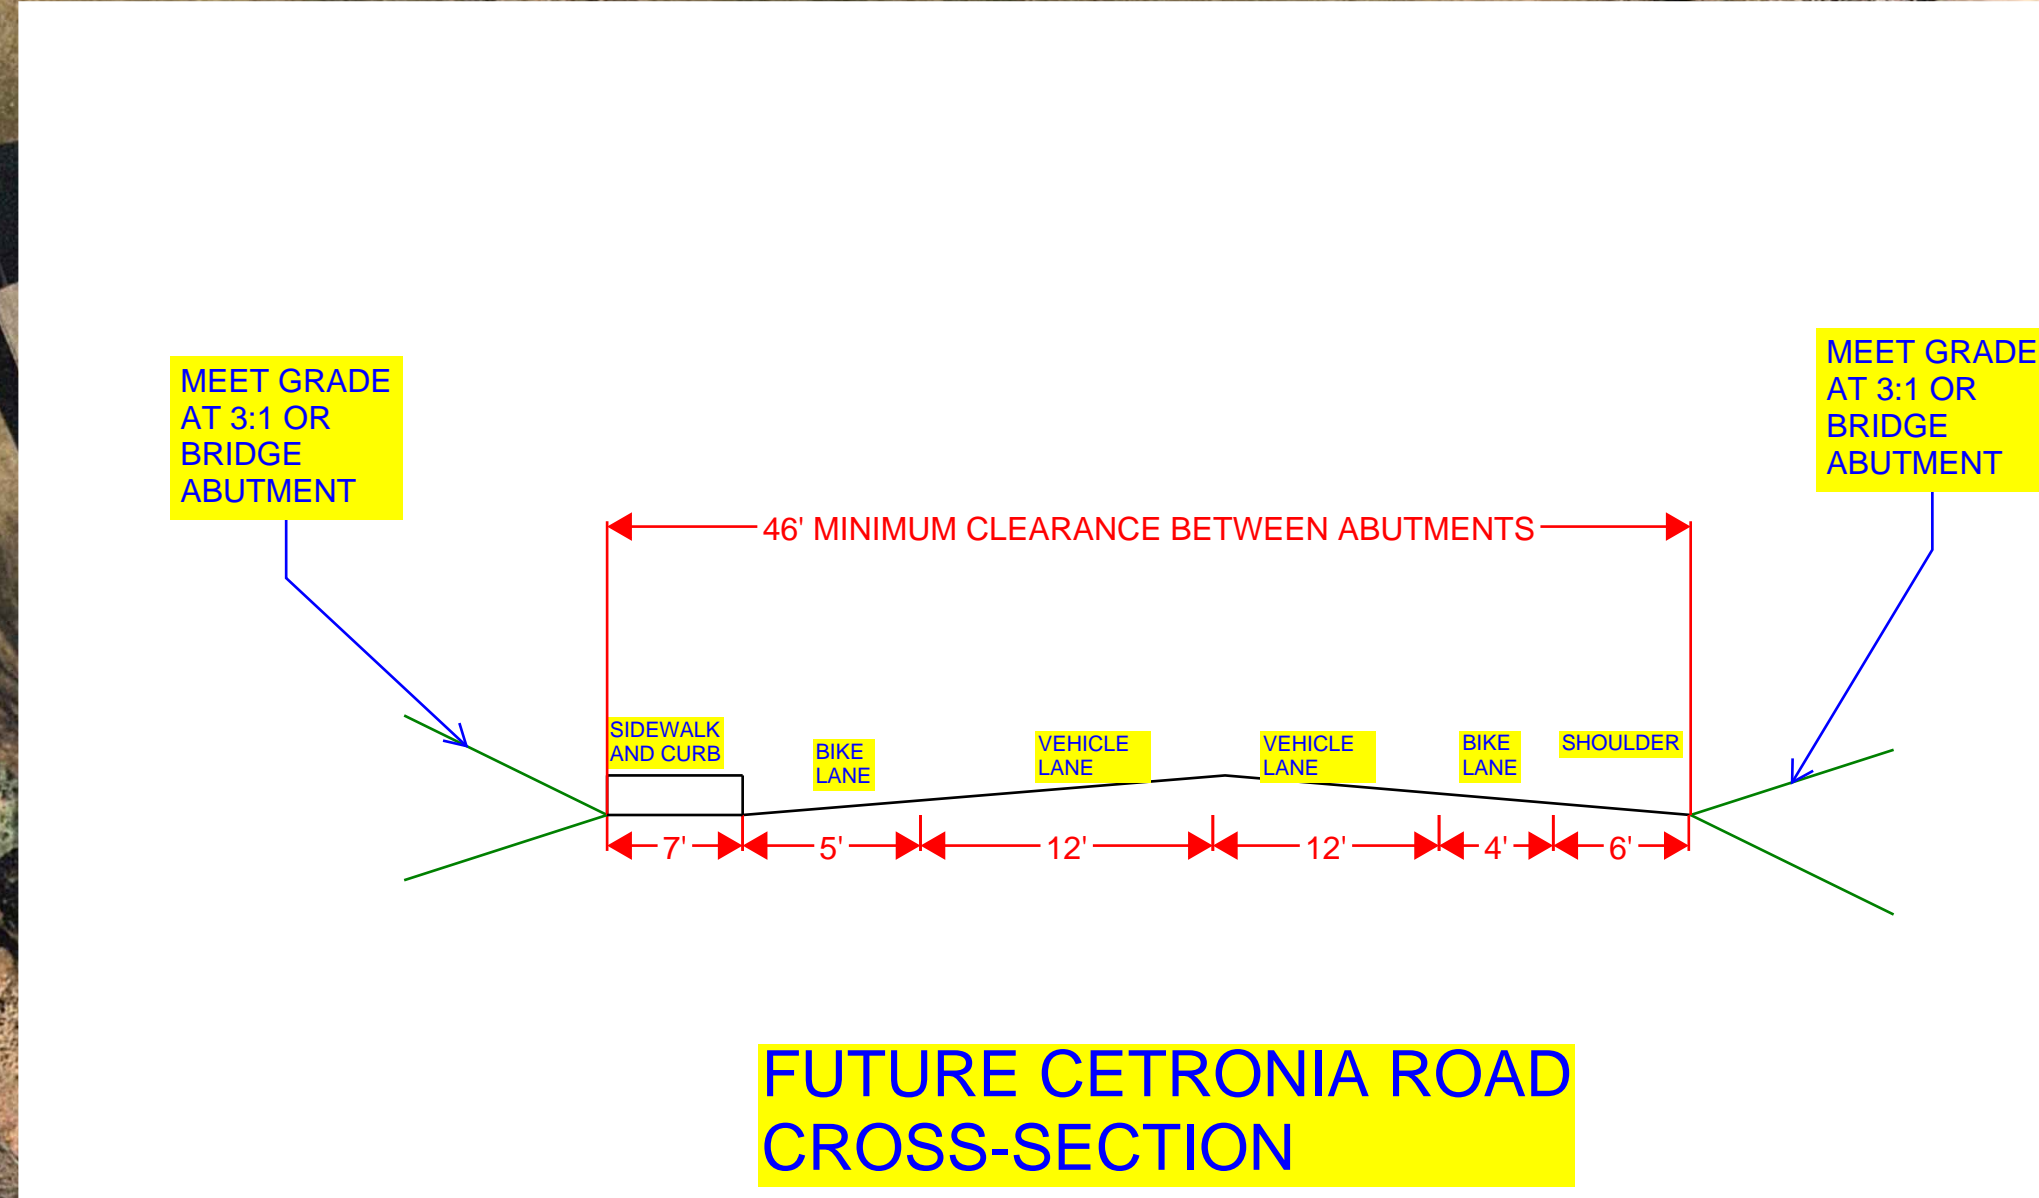 MEET GRADE
AT 3:1 OR
BRIDGE
ABUTMENT
MEET GRADE
AT 3:1 OR
BRIDGE
ABUTMENT
46' MINIMUM CLEARANCE BETWEEN ABUTMENTS
SIDEWALK
AND CURB
BIKE
LANE
VEHICLE
LANE
VEHICLE
LANE
BIKE
LANE
SHOULDER
7'
5'
12'
12'
4'
6'
FUTURE CETRONIA ROAD
CROSS-SECTION